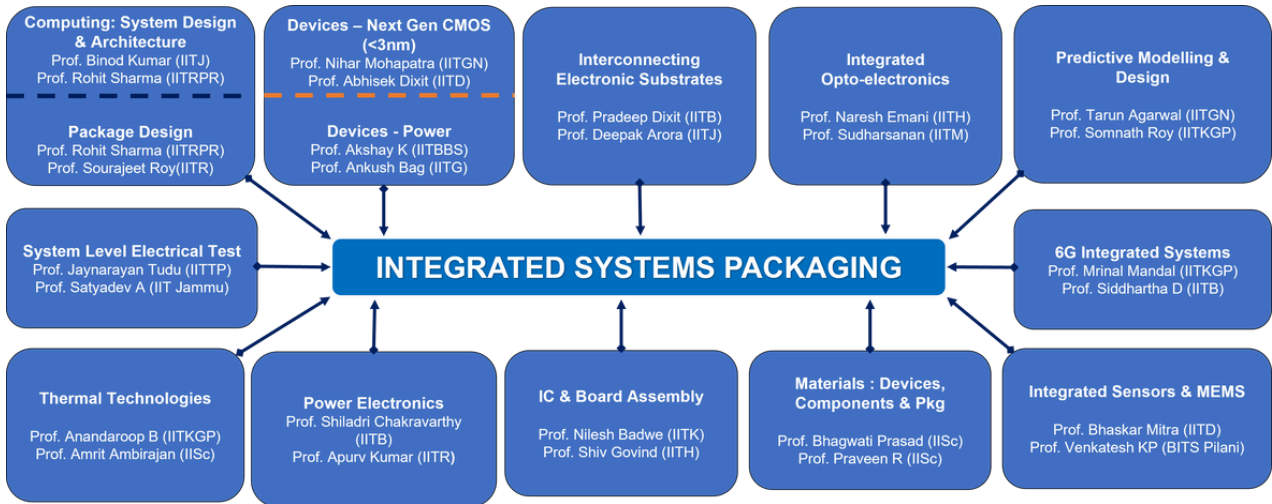 Computing: System Design
& Architecture
Prof. Binod Kumar (IITJ)
Prof. Rohit Sharma (IITRPR)
Package Design
Prof. Rohit Sharma (IITRPR)
Prof. Sourajeet Roy(IITR)
Devices – Next Gen CMOS
(<3nm)
Prof. Nihar Mohapatra (IITGN)
Prof. Abhisek Dixit (IITD)
Devices - Power
Prof. Akshay K (IITBBS)
Prof. Ankush Bag (IITG)
Interconnecting
Electronic Substrates
Prof. Pradeep Dixit (IITB)
Prof. Deepak Arora (IITJ)
Integrated
Opto-electronics
Prof. Naresh Emani (IITH)
Prof. Sudharsanan (IITM)
Predictive Modelling &
Design
Prof. Tarun Agarwal (IITGN)
Prof. Somnath Roy (IITKGP)
System Level Electrical Test
Prof. Jaynarayan Tudu (IITTP)
Prof. Satyadev A (IIT Jammu)
INTEGRATED SYSTEMS PACKAGING
6G Integrated Systems
Prof. Mrinal Mandal (IITKGP)
Prof. Siddhartha D (IITB)
Thermal Technologies
Prof. Anandaroop B (IITKGP)
Prof. Amrit Ambirajan (IISc)
Power Electronics
Prof. Shiladri Chakravarthy
(IITB)
Prof. Apurv Kumar (IITR)
IC & Board Assembly
Prof. Nilesh Badwe (IITK)
Prof. Shiv Govind (IITH)
Materials : Devices,
Components & Pkg
Prof. Bhagwati Prasad (IISc)
Prof. Praveen R (IISc)
Integrated Sensors & MEMS
Prof. Bhaskar Mitra (IITD)
Prof. Venkatesh KP (BITS Pilani)